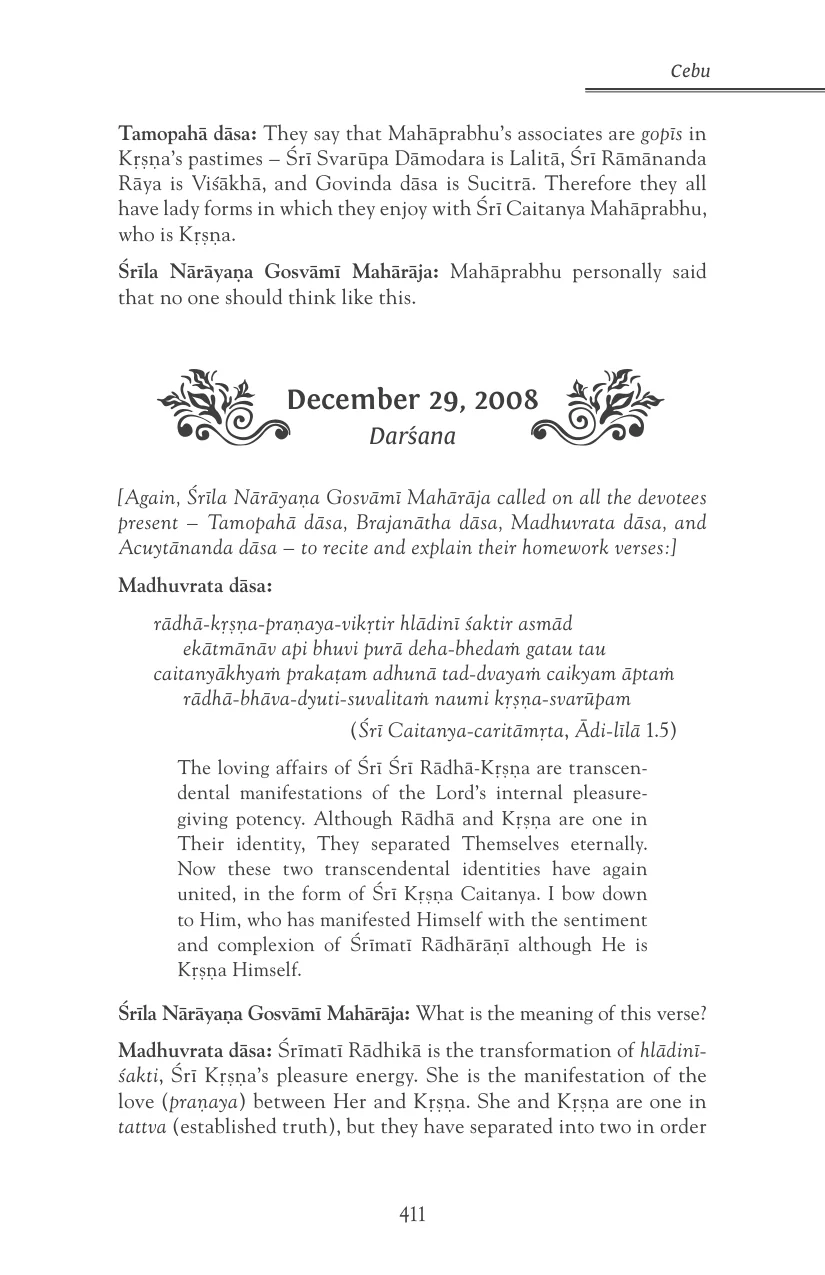 Cebu
Tamopahā dāsa: They say that Mahāprabhu’s associates are gopīs in
Kṛṣṇa’s pastimes – Śrī Svarūpa Dāmodara is Lalitā, Śrī Rāmānanda
Rāya is Viśākhā, and Govinda dāsa is Sucitrā. Therefore they all
have lady forms in which they enjoy with Śrī Caitanya Mahāprabhu,
who is Kṛṣṇa.
Śrīla Nārāyaṇa Gosvāmī Mahārāja: Mahāprabhu personally said
that no one should think like this.
December 29, 2008
Darśana
[Again, Śrīla Nārāyaṇa Gosvāmī Mahārāja called on all the devotees
present – Tamopahā dāsa, Brajanātha dāsa, Madhuvrata dāsa, and
Acuytānanda dāsa – to recite and explain their homework verses:]
Madhuvrata dāsa:
rādhā-kṛṣṇa-praṇaya-vikṛtir hlādinī śaktir asmād
ekātmānāv api bhuvi purā deha-bhedaṁ gatau tau
caitanyākhyaṁ prakaṭam adhunā tad-dvayaṁ caikyam āptaṁ
rādhā-bhāva-dyuti-suvalitaṁ naumi kṛṣṇa-svarūpam
(Śrī Caitanya-caritāmṛta, Ādi-līlā 1.5)
The loving affairs of Śrī Śrī Rādhā-Kṛṣṇa are transcen-
dental manifestations of the Lord’s internal pleasure-
giving potency. Although Rādhā and Kṛṣṇa are one in
Their identity, They separated Themselves eternally.
Now these two transcendental identities have again
united, in the form of Śrī Kṛṣṇa Caitanya. I bow down
to Him, who has manifested Himself with the sentiment
and complexion of Śrīmatī Rādhārāṇī although He is
Kṛṣṇa Himself.
Śrīla Nārāyaṇa Gosvāmī Mahārāja: What is the meaning of this verse?
Madhuvrata dāsa: Śrīmatī Rādhikā is the transformation of hlādinī-
śakti, Śrī Kṛṣṇa’s pleasure energy. She is the manifestation of the
love (praṇaya) between Her and Kṛṣṇa. She and Kṛṣṇa are one in
tattva (established truth), but they have separated into two in order
411